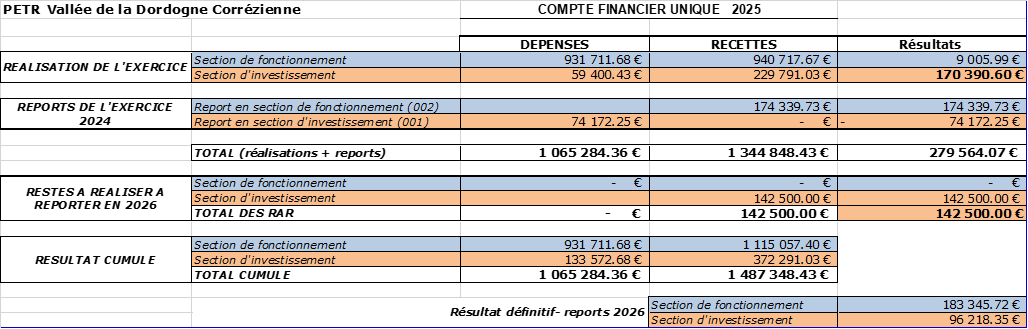 PETR Vallée de la Dordogne Corrézienne COMPTE FINANCIER UNIQUE 2025
DEPENSES RECETTES Résultats
REALISATION DE L'EXERCICE
Section de fonctionnement 931 711.68 € 940 717.67 € 9 005.99 €
Section d'investissement 59 400.43 € 229 791.03 € 170 390.60 €
REPORTS DE L'EXERCICE 2024
Report en section de fonctionnement (002) 174 339.73 € 174 339.73 €
Report en section d'investissement (001) 74 172.25 € - € - 74 172.25 €
TOTAL (réalisations + reports) 1 065 284.36 € 1 344 848.43 € 279 564.07 €
RESTES A REALISER A REPORTER EN 2026
Section de fonctionnement - € - € - €
Section d'investissement 142 500.00 € 142 500.00 €
TOTAL DES RAR - € 142 500.00 € 142 500.00 €
RESULTAT CUMULE
Section de fonctionnement 931 711.68 € 1 115 057.40 €
Section d'investissement 133 572.68 € 372 291.03 €
TOTAL CUMULE 1 065 284.36 € 1 487 348.43 €
Résultat définitif- reports 2026
Section de fonctionnement 183 345.72 €
Section d'investissement 96 218.35 €